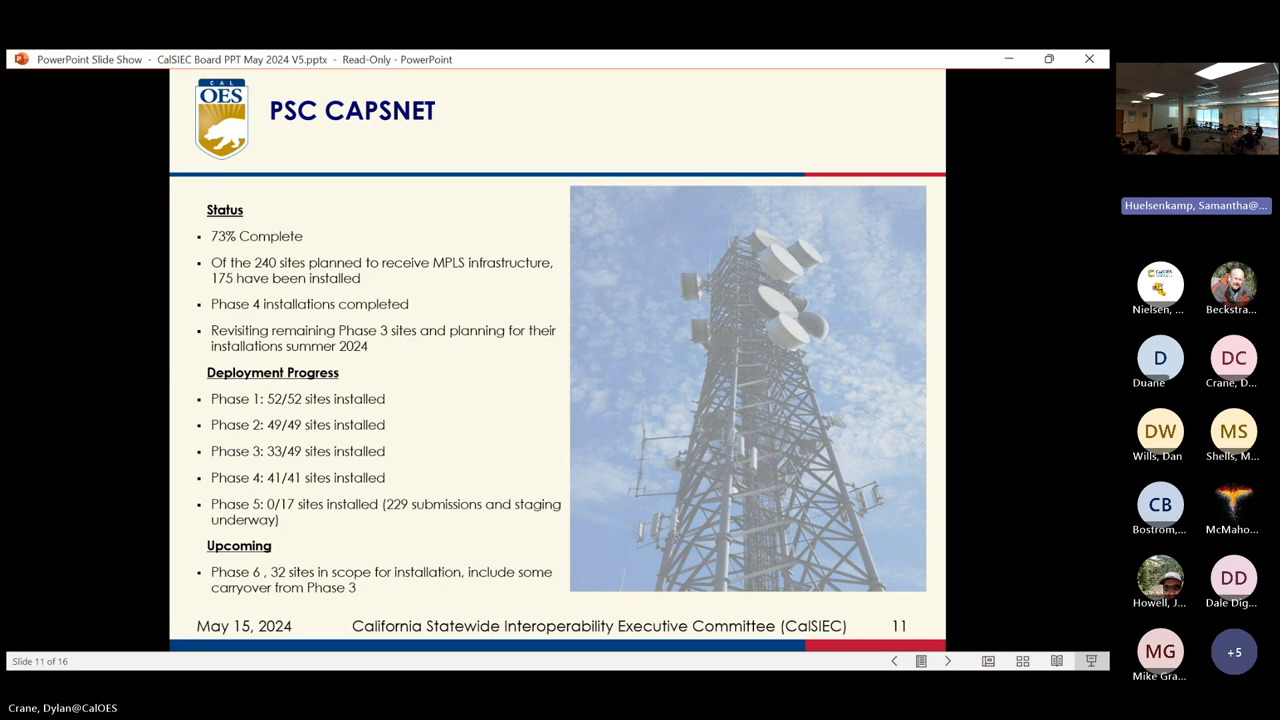 PowerPoint Slide Show - CalSIEC Board PPT May 2024 V5.pptx - Read-Only - PowerPoint
CAL
OES
PSC CAPSNET
Status
73% Complete
Of the 240 sites planned to receive MPLS infrastructure,
175 have been installed
Phase 4 installations completed
Revisiting remaining Phase 3 sites and planning for their
installations summer 2024
Deployment Progress
Phase 1: 52/52 sites installed
Phase 2: 49/49 sites installed
Phase 3: 33/49 sites installed
Phase 4: 41/41 sites installed
Phase 5: 0/17 sites installed (229 submissions and staging
underway)
Upcoming
Phase 6 , 32 sites in scope for installation, include some
carryover from Phase 3
May 15, 2024
California Statewide Interoperability Executive Committee (CalSIEC)
11
Slide 11 of 16
Huelsenkamp, Samantha@...
Nielsen, ...
Beckstra...
D
Duane
DC
Crane, D...
DW
Wills, Dan
MS
Shells, M...
CB
Bostrom,...
McMaho...
Howell, J...
DD
Dale Dig...
MG
Mike Gra...
+5
Crane, Dylan@CalOES